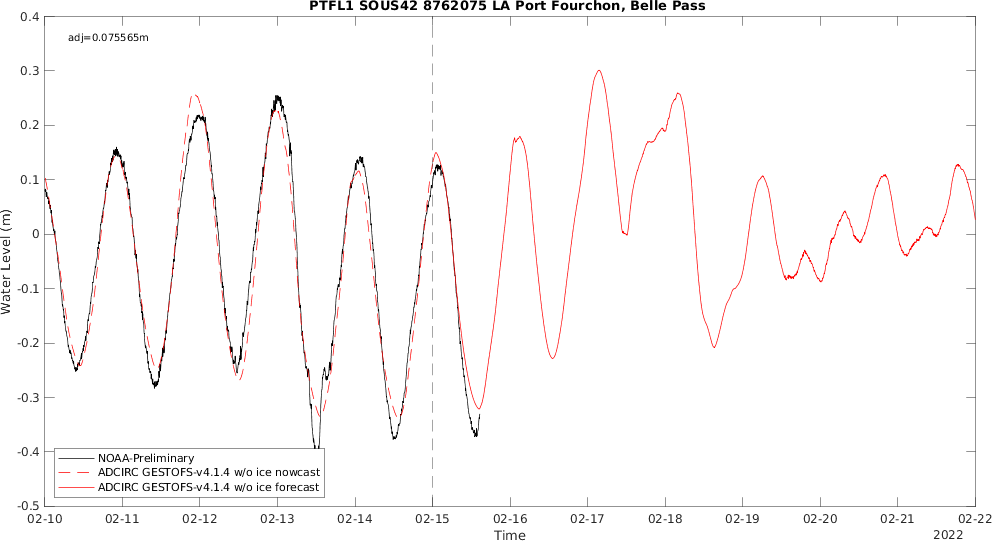 PTFL1 SOUS42 8762075 LA Port Fourchon, Belle Pass
adj=0.075565m
Water Level (m)
0.4
0.3
0.2
0.1
0
-0.1
-0.2
-0.3
-0.4
-0.5
NOAA-Preliminary
ADCIRC GESTOFS-v4.1.4 w/o ice nowcast
ADCIRC GESTOFS-v4.1.4 w/o ice forecast
02-10 02-11 02-12 02-13 02-14 02-15 02-16 02-17 02-18 02-19 02-20 02-21 02-22
Time
2022